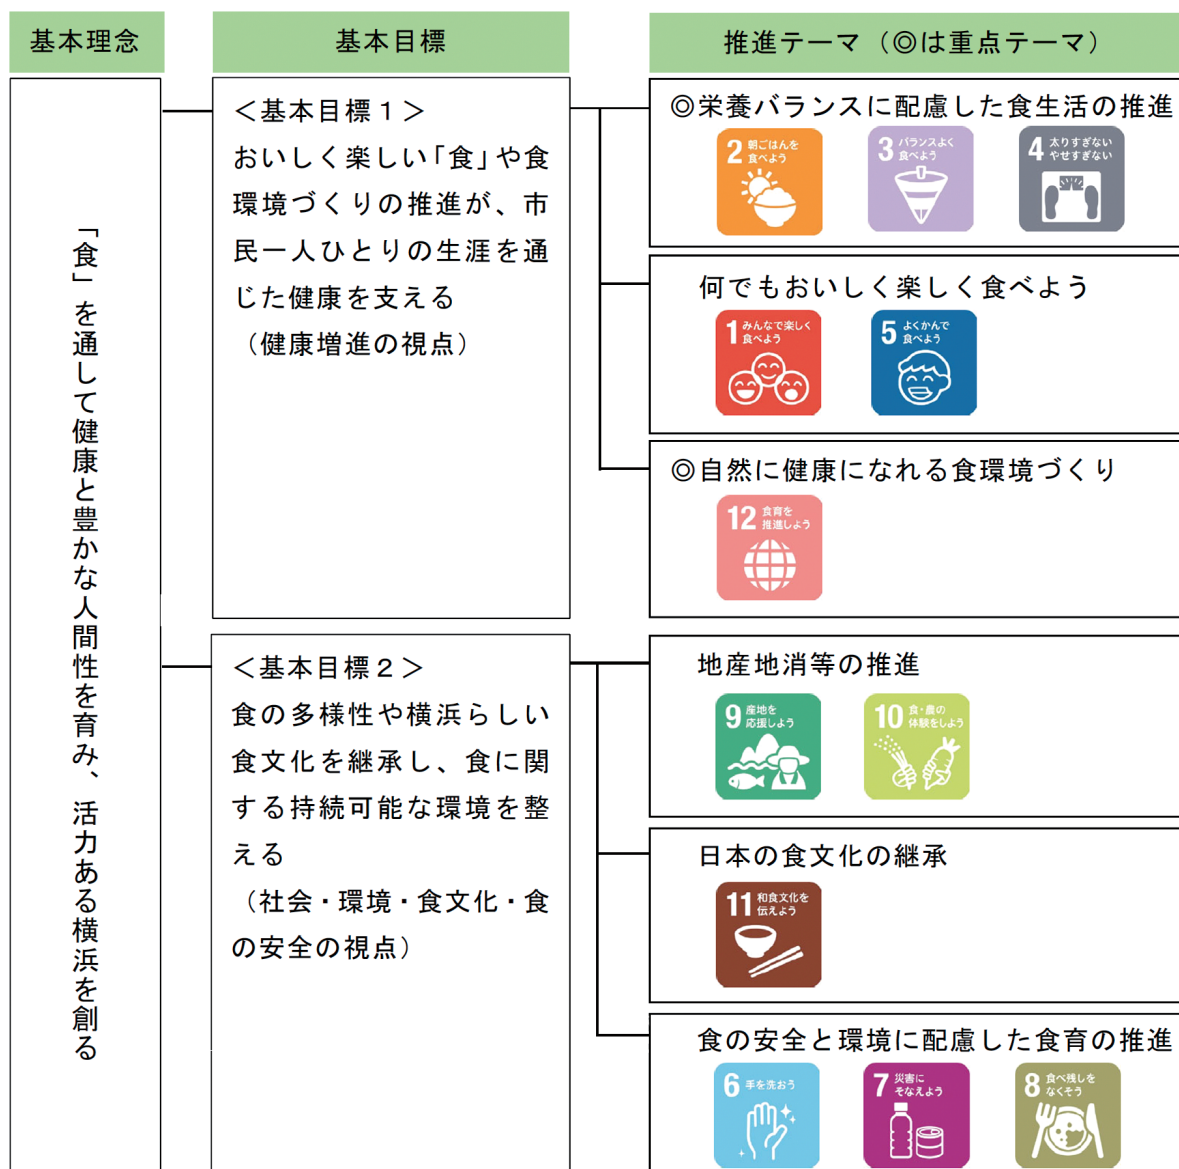 基本理念
基本目標
推進テーマ（◎は重点テーマ）
「食」を通して健康と豊かな人間性を育み、活力ある横浜を創る
＜基本目標１＞
おいしく楽しい「食」や食
環境づくりの推進が、市
民一人ひとりの生涯を通
じた健康を支える
（健康増進の視点）
◎栄養バランスに配慮した食生活の推進
2 朝ごはんを
食べよう
3 バランスよく
食べよう
4 太りすぎない
やせすぎない
何でもおいしく楽しく食べよう
1 みんなで楽しく
食べよう
5 よくかんで
食べよう
◎自然に健康になれる食環境づくり
12 食育を
推進しよう
＜基本目標２＞
食の多様性や横浜らしい
食文化を継承し、食に関
する持続可能な環境を整
える
（社会・環境・食文化・食
の安全の視点）
地産地消等の推進
9 産地を
応援しよう
10 食・農の
体験をしよう
日本の食文化の継承
11 和食文化を
伝えよう
食の安全と環境に配慮した食育の推進
6 手を洗おう
7 災害に
そなえよう
8 食べ残しを
なくそう